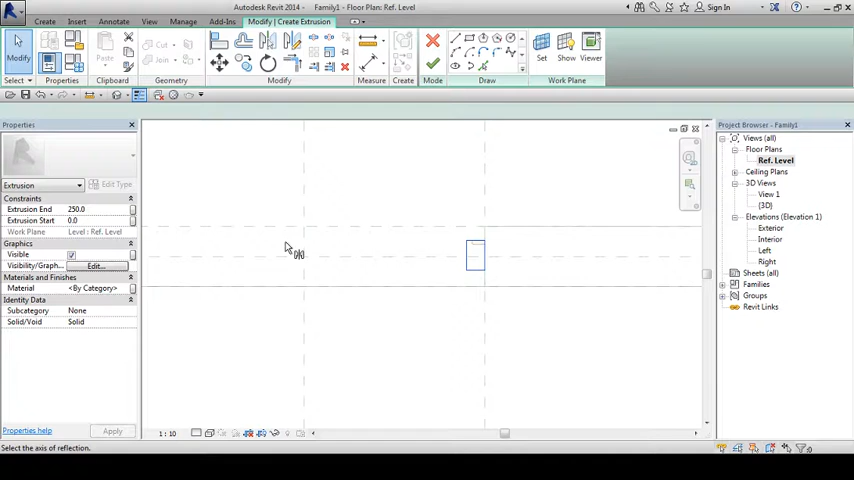 Autodesk Revit 2014 - Family1 - Floor Plan: Ref. Level
Sign In
Create Insert Annotate View Manage Add-Ins Modify | Create Extrusion
Modify
Paste
Cut
Join
Create
Set Show Viewer
Select Properties Clipboard Geometry Modify Measure Create Mode Draw Work Plane
Properties
Extrusion
Edit Type
Constraints
Extrusion End 250.0
Extrusion Start 0.0
Work Plane Level : Ref. Level
Graphics
Visible
Visibility/Graph... Edit...
Materials and Finishes
Material <By Category>
Identity Data
Subcategory None
Solid/Void Solid
Properties help
Apply
Project Browser - Family1
Views (all)
Floor Plans
Ref. Level
Ceiling Plans
3D Views
View 1
{3D}
Elevations (Elevation 1)
Exterior
Interior
Left
Right
Sheets (all)
Families
Groups
Revit Links
1 : 10
Select the axis of reflection.
:0